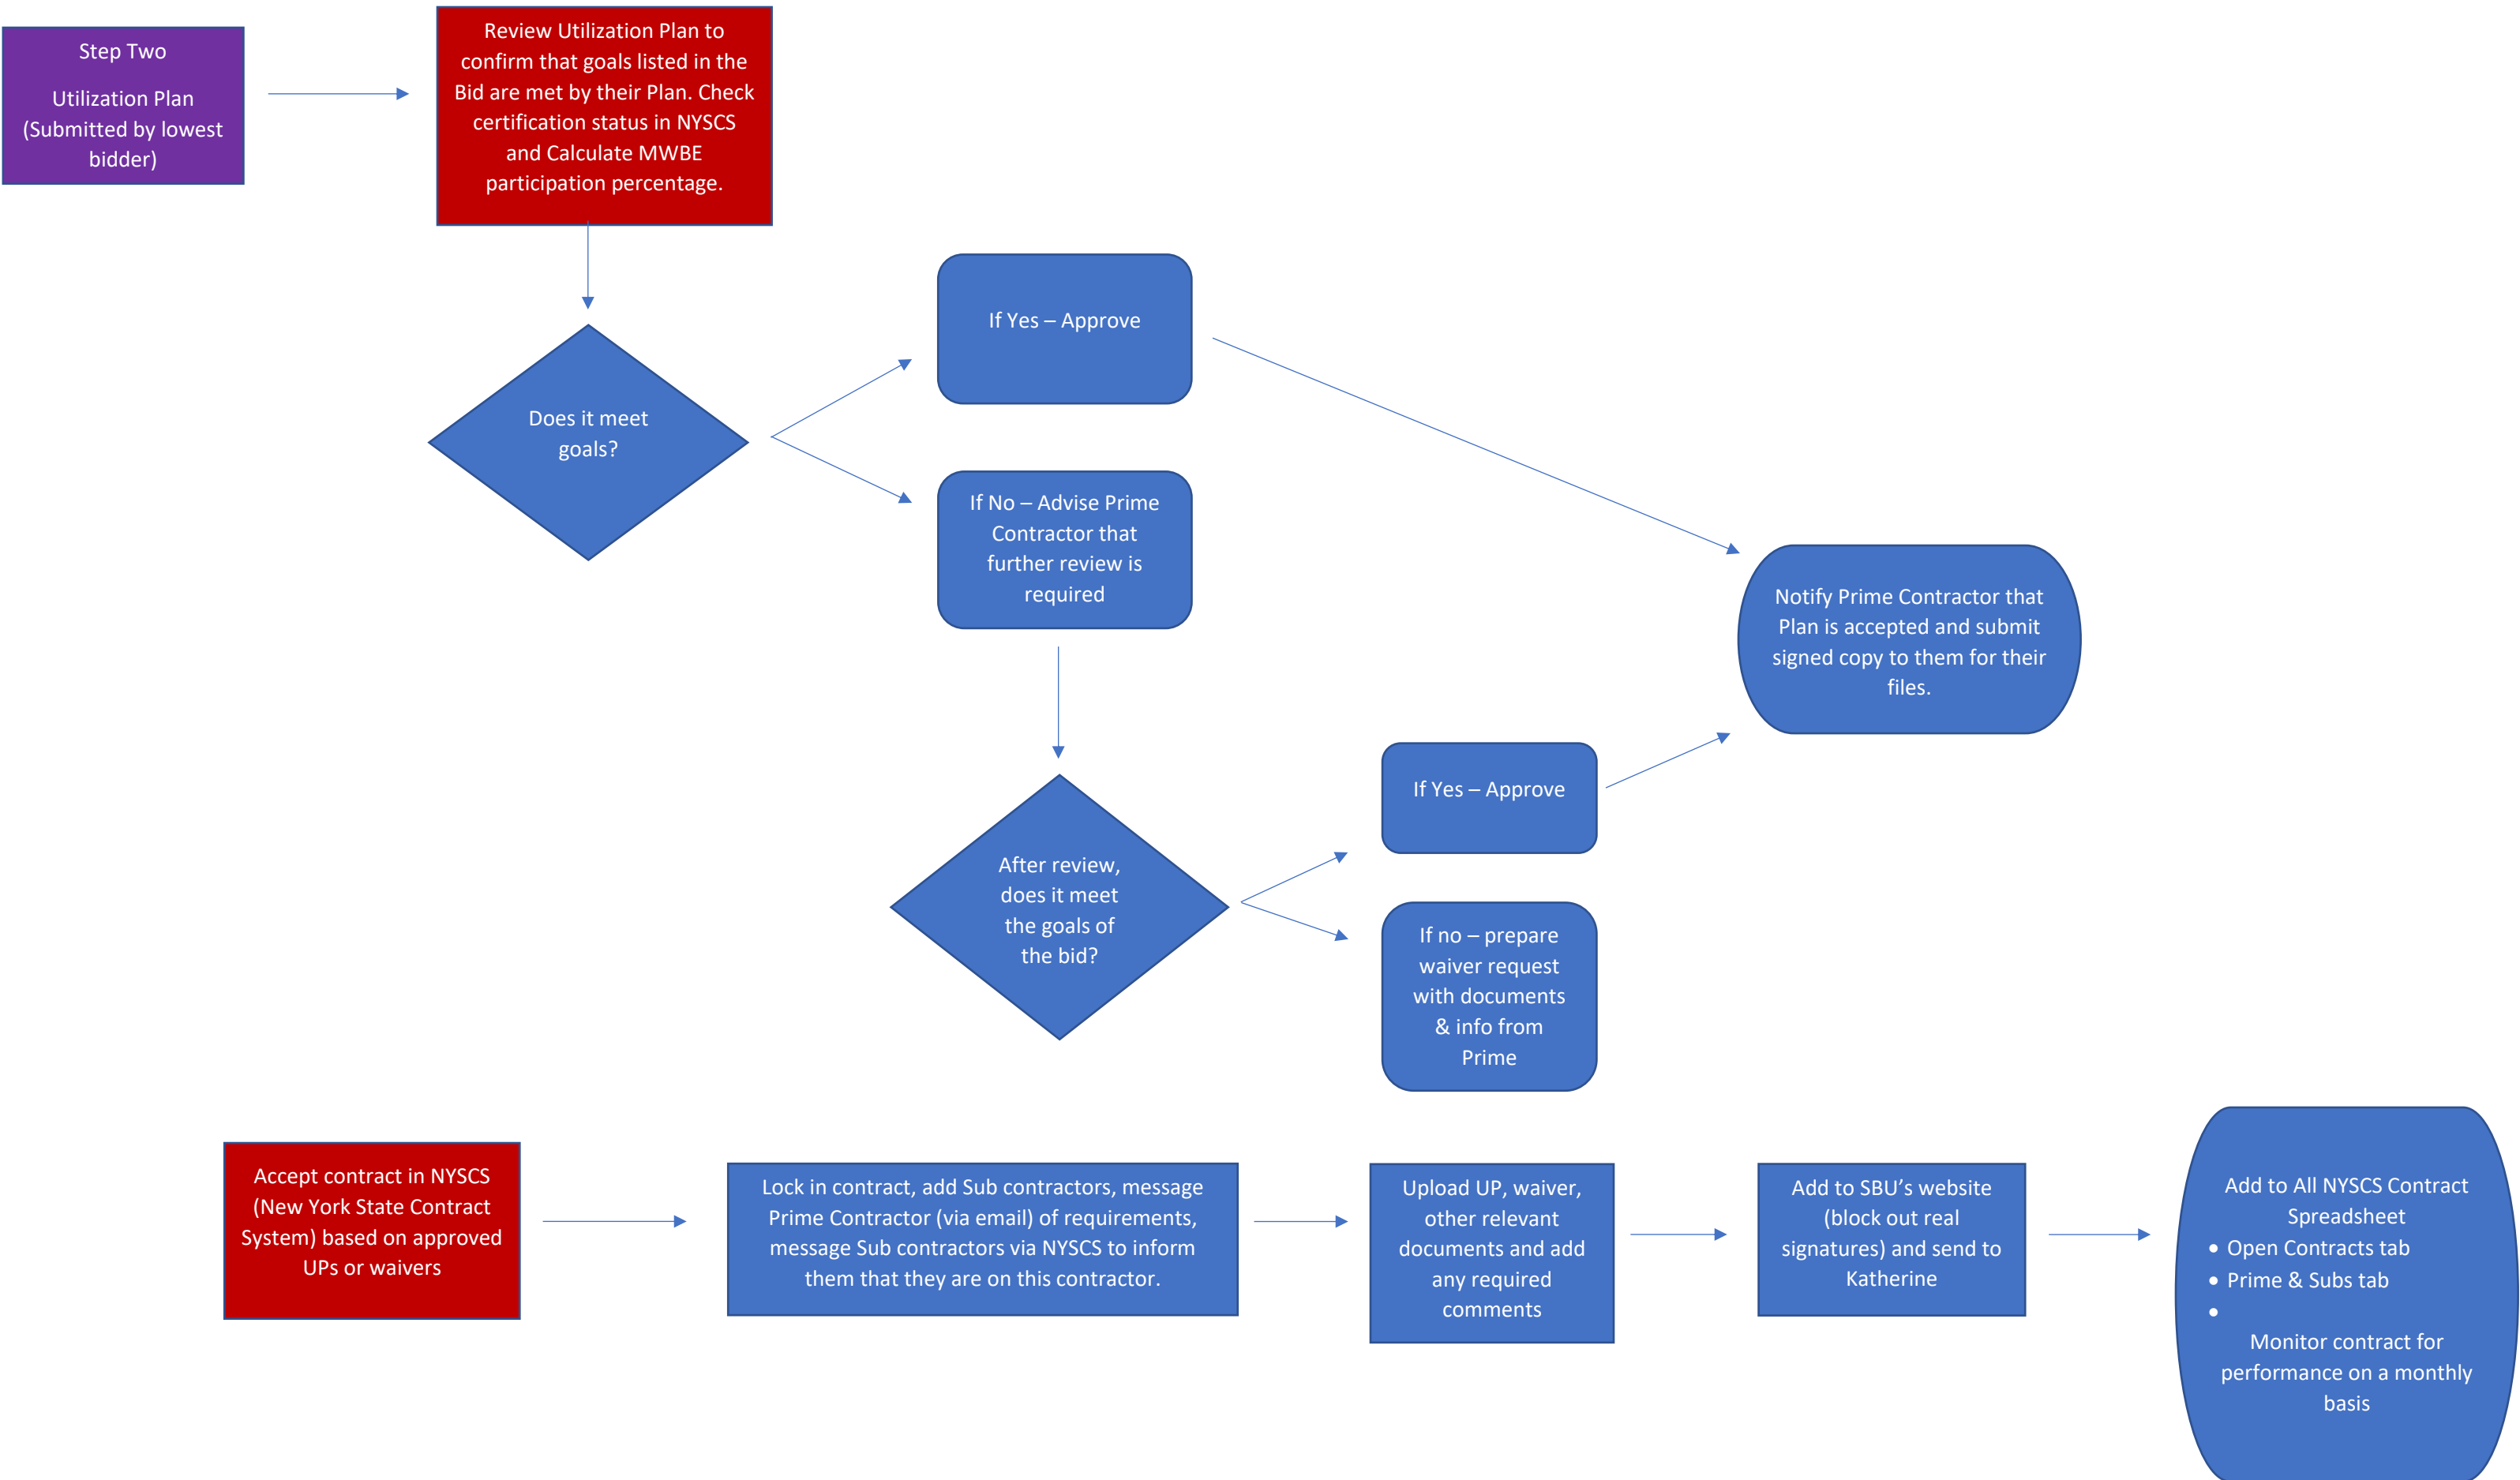 Step Two
Utilization Plan
(Submitted by lowest
bidder)
Review Utilization Plan to
confirm that goals listed in the
Bid are met by their Plan. Check
certification status in NYSCS
and Calculate MWBE
participation percentage.
Does it meet
goals?
If Yes – Approve
If No – Advise Prime
Contractor that
further review is
required
Notify Prime Contractor that
Plan is accepted and submit
signed copy to them for their
files.
After review,
does it meet
the goals of
the bid?
If Yes – Approve
If no – prepare
waiver request
with documents
& info from
Prime
Accept contract in NYSCS
(New York State Contract
System) based on approved
UPs or waivers
Lock in contract, add Sub contractors, message
Prime Contractor (via email) of requirements,
message Sub contractors via NYSCS to inform
them that they are on this contractor.
Upload UP, waiver,
other relevant
documents and add
any required
comments
Add to SBU’s website
(block out real
signatures) and send to
Katherine
Add to All NYSCS Contract
Spreadsheet
• Open Contracts tab
• Prime & Subs tab
•
Monitor contract for
performance on a monthly
basis